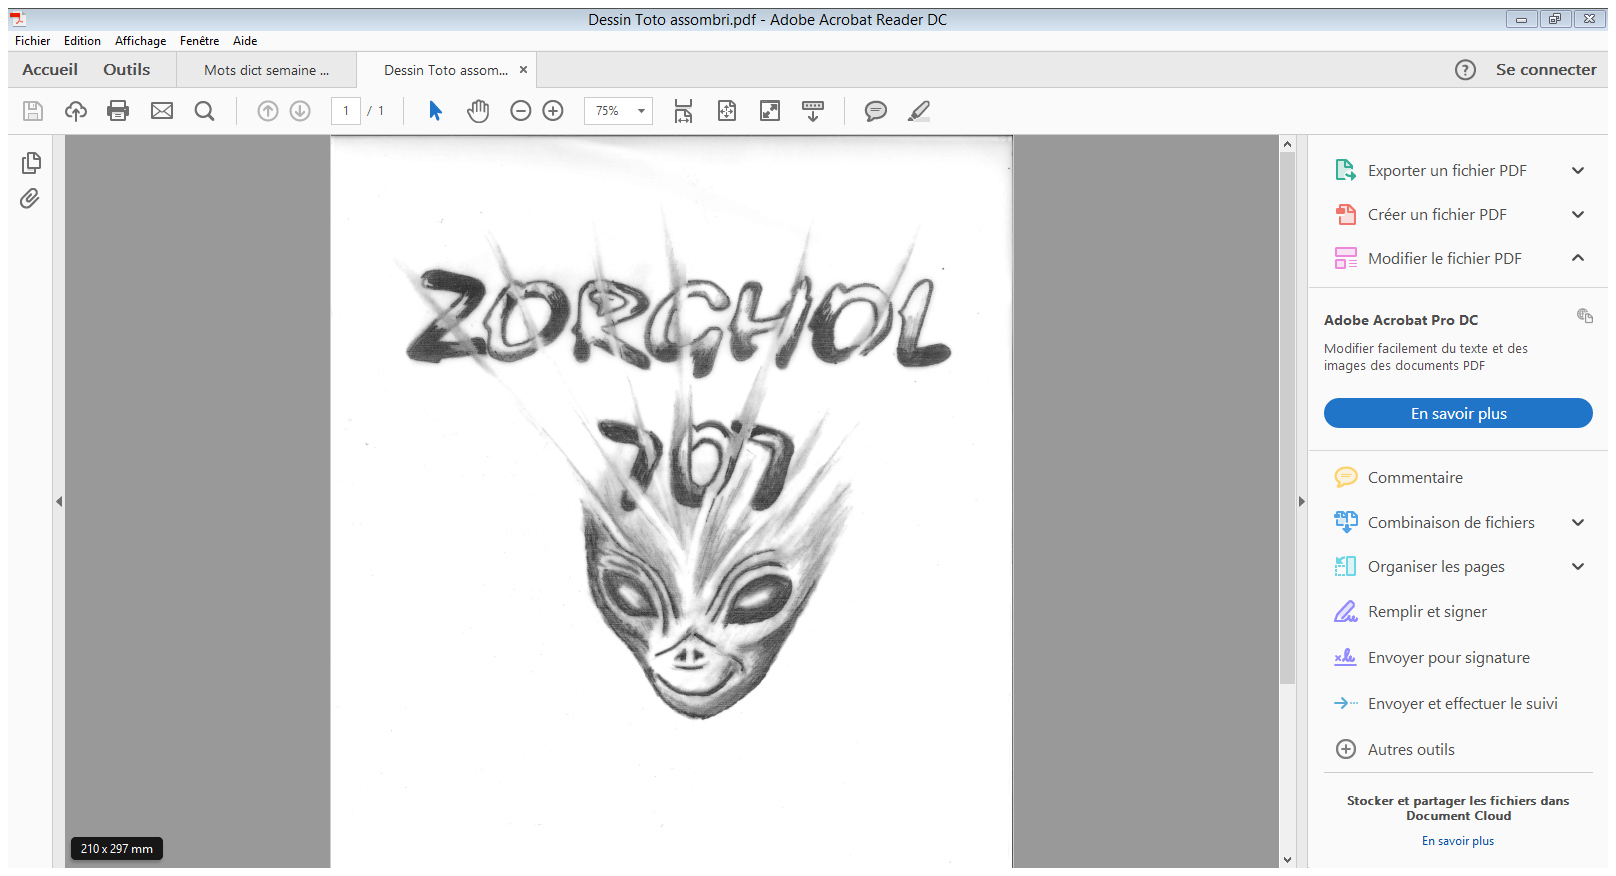 Dessin Toto assombri.pdf - Adobe Acrobat Reader DC
Fichier Edition Affichage Fenêtre Aide
Accueil Outils Mots dict semaine ... Dessin Toto assom... × ? Se connecter
1 / 1 75%
ZORGHOL
707
Exporter un fichier PDF
Créer un fichier PDF
Modifier le fichier PDF
Adobe Acrobat Pro DC
Modifier facilement du texte et des
images des documents PDF
En savoir plus
Commentaire
Combinaison de fichiers
Organiser les pages
Remplir et signer
Envoyer pour signature
Envoyer et effectuer le suivi
Autres outils
Stocker et partager les fichiers dans
Document Cloud
En savoir plus
210 x 297 mm